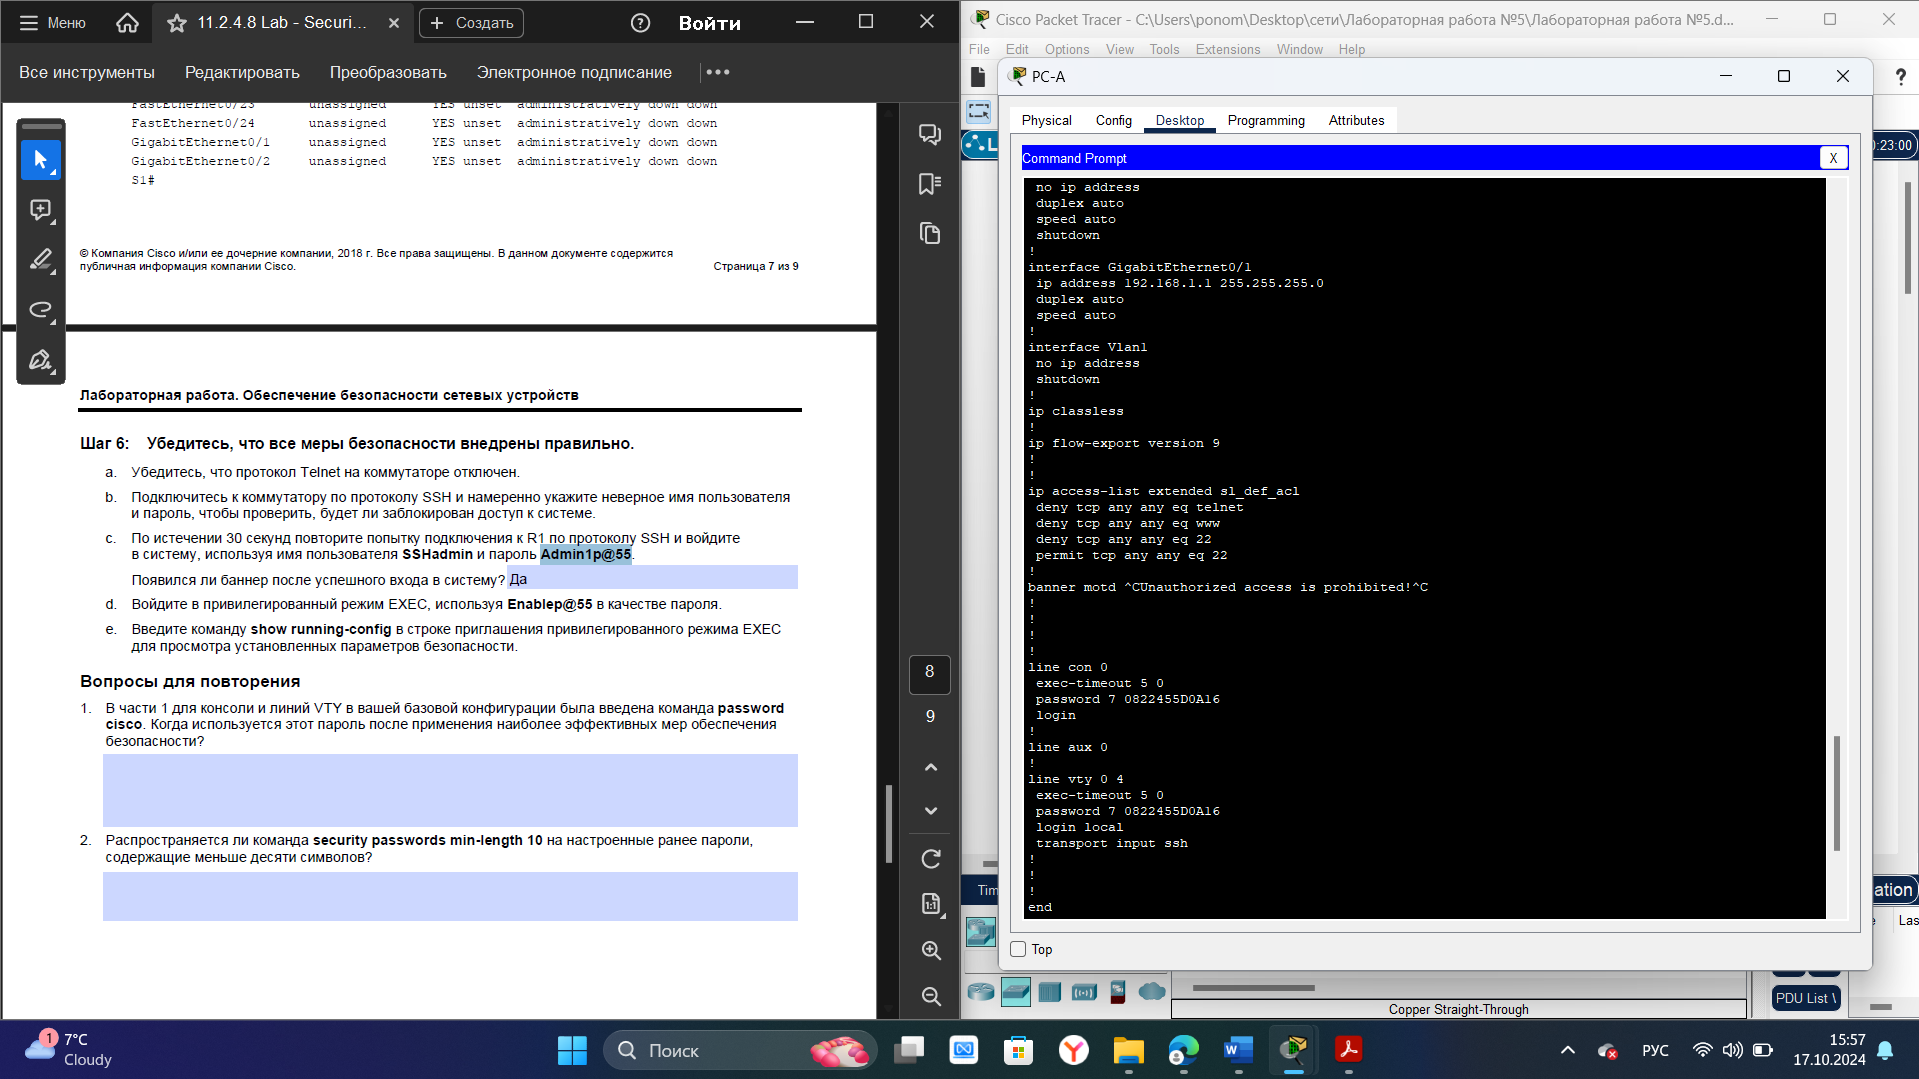 Меню
11.2.4.8 Lab - Securi...
Создать
Войти
Все инструменты
Редактировать
Преобразовать
Электронное подписание
FastEthernet0/23 unassigned YES unset administratively down down
FastEthernet0/24 unassigned YES unset administratively down down
GigabitEthernet0/1 unassigned YES unset administratively down down
GigabitEthernet0/2 unassigned YES unset administratively down down
S1#
© Компания Cisco и/или ее дочерние компании, 2018 г. Все права защищены. В данном документе содержится
публичная информация компании Cisco.
Страница 7 из 9
Лабораторная работа. Обеспечение безопасности сетевых устройств
Шаг 6: Убедитесь, что все меры безопасности внедрены правильно.
a. Убедитесь, что протокол Telnet на коммутаторе отключен.
b. Подключитесь к коммутатору по протоколу SSH и намеренно укажите неверное имя пользователя
и пароль, чтобы проверить, будет ли заблокирован доступ к системе.
c. По истечении 30 секунд повторите попытку подключения к R1 по протоколу SSH и войдите
в систему, используя имя пользователя SSHadmin и пароль Admin1p@55.
Появился ли баннер после успешного входа в систему? Да
d. Войдите в привилегированный режим EXEC, используя Enablep@55 в качестве пароля.
e. Введите команду show running-config в строке приглашения привилегированного режима EXEC
для просмотра установленных параметров безопасности.
Вопросы для повторения
1. В части 1 для консоли и линий VTY в вашей базовой конфигурации была введена команда password
cisco. Когда используется этот пароль после применения наиболее эффективных мер обеспечения
безопасности?
2. Распространяется ли команда security passwords min-length 10 на настроенные ранее пароли,
содержащие меньше десяти символов?
8
9
1:1
Cisco Packet Tracer - C:\Users\ponom\Desktop\сети\Лабораторная работа №5\Лабораторная работа №5.d...
File Edit Options View Tools Extensions Window Help
?
L
0:23:00
PC-A
Physical Config Desktop Programming Attributes
Command Prompt
X
no ip address
duplex auto
speed auto
shutdown
!
interface GigabitEthernet0/1
ip address 192.168.1.1 255.255.255.0
duplex auto
speed auto
!
interface Vlan1
no ip address
shutdown
!
ip classless
!
ip flow-export version 9
!
!
ip access-list extended sl_def_acl
deny tcp any any eq telnet
deny tcp any any eq www
deny tcp any any eq 22
permit tcp any any eq 22
!
banner motd ^CUnauthorized access is prohibited!^C
!
!
!
!
line con 0
exec-timeout 5 0
password 7 0822455D0A16
login
!
line aux 0
!
line vty 0 4
exec-timeout 5 0
password 7 0822455D0A16
login local
transport input ssh
!
!
!
end
Top
Tim
ation
Las
PDU List \
Copper Straight-Through
1
7°C
Cloudy
Поиск
РУС
15:57
17.10.2024